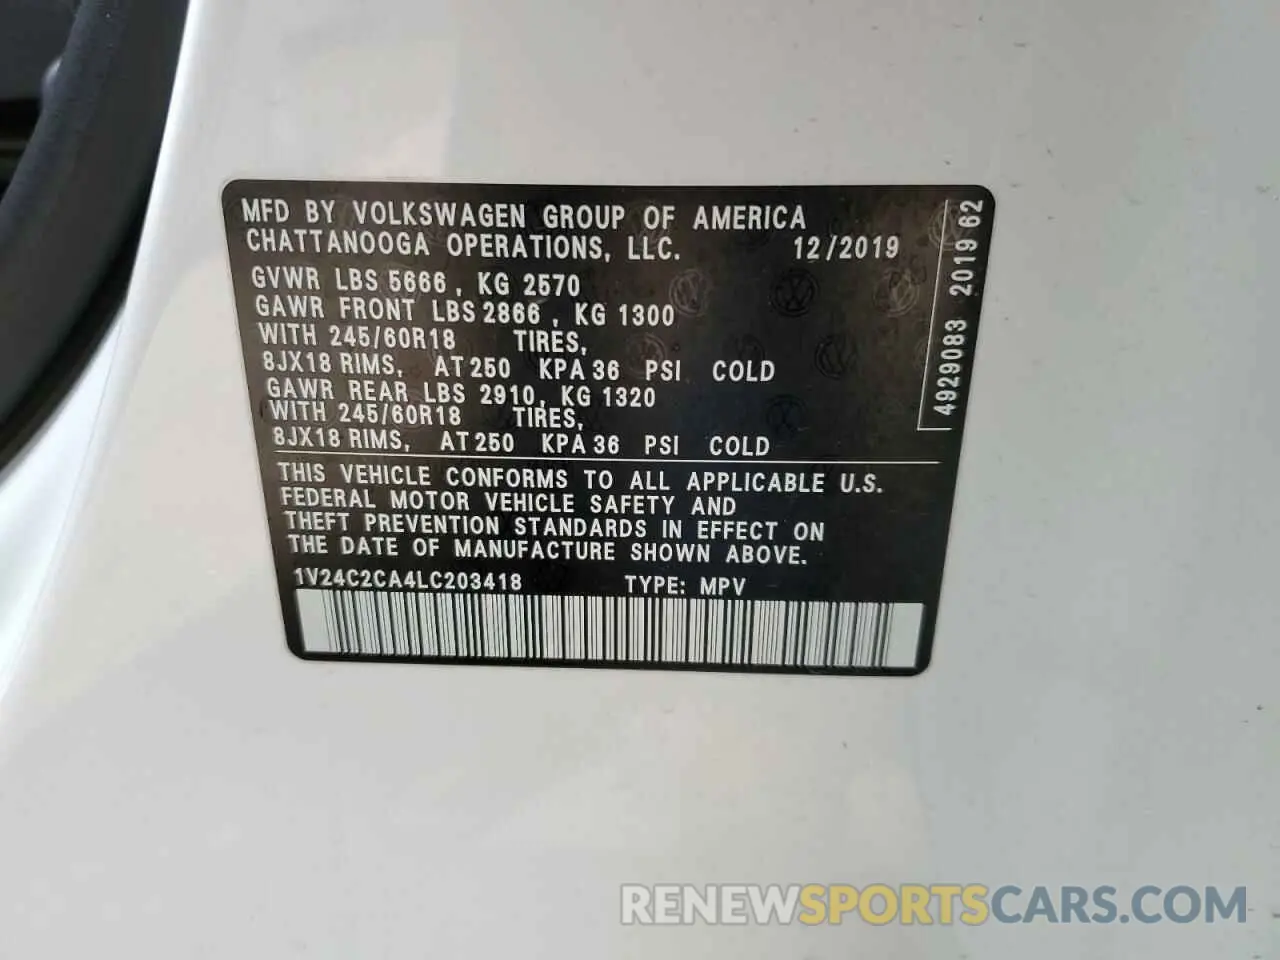 MFD BY VOLKSWAGEN GROUP OF AMERICA
CHATTANOOGA OPERATIONS, LLC. 12/2019
GVWR LBS 5666, KG 2570
GAWR FRONT LBS 2866, KG 1300
WITH 245/60R18 TIRES,
8JX18 RIMS, AT 250 KPA 36 PSI COLD
GAWR REAR LBS 2910, KG 1320
WITH 245/60R18 TIRES,
8JX18 RIMS, AT 250 KPA 36 PSI COLD
THIS VEHICLE CONFORMS TO ALL APPLICABLE U.S.
FEDERAL MOTOR VEHICLE SAFETY AND
THEFT PREVENTION STANDARDS IN EFFECT ON
THE DATE OF MANUFACTURE SHOWN ABOVE.
1V24C2CA4LC203418 TYPE: MPV
4929083 2019 62
RENEWSPORTSCARS.COM